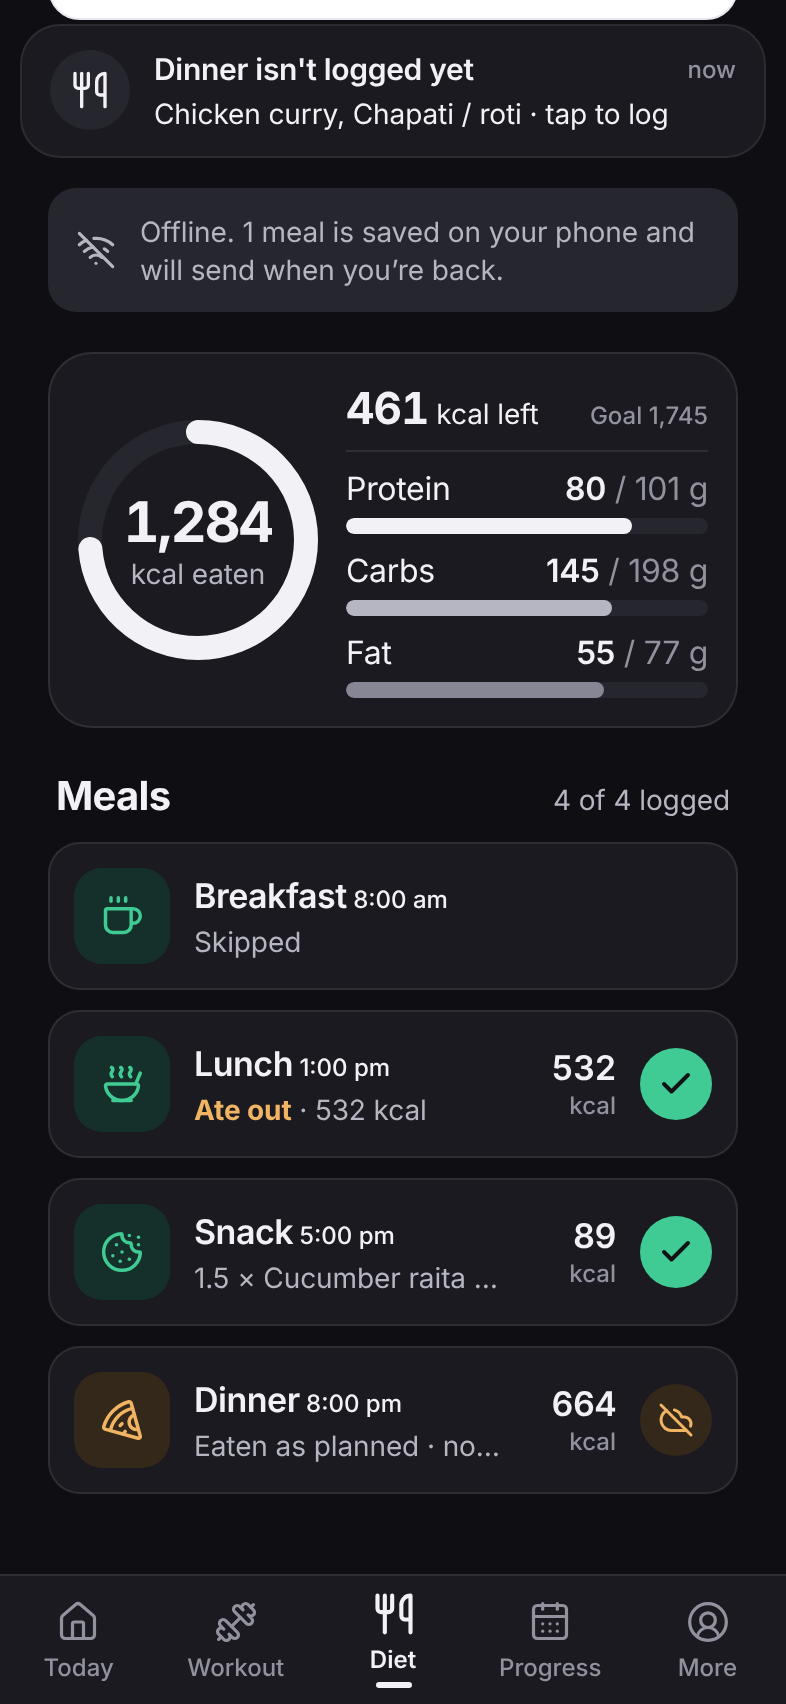 Dinner isn't logged yet
now
Chicken curry, Chapati / roti · tap to log
Offline. 1 meal is saved on your phone and
will send when you’re back.
461 kcal left
Goal 1,745
1,284
kcal eaten
Protein 80 / 101 g
Carbs 145 / 198 g
Fat 55 / 77 g
Meals
4 of 4 logged
Breakfast 8:00 am
Skipped
Lunch 1:00 pm
Ate out · 532 kcal
532
kcal
Snack 5:00 pm
1.5 × Cucumber raita ...
89
kcal
Dinner 8:00 pm
Eaten as planned · no...
664
kcal
Today
Workout
Diet
Progress
More